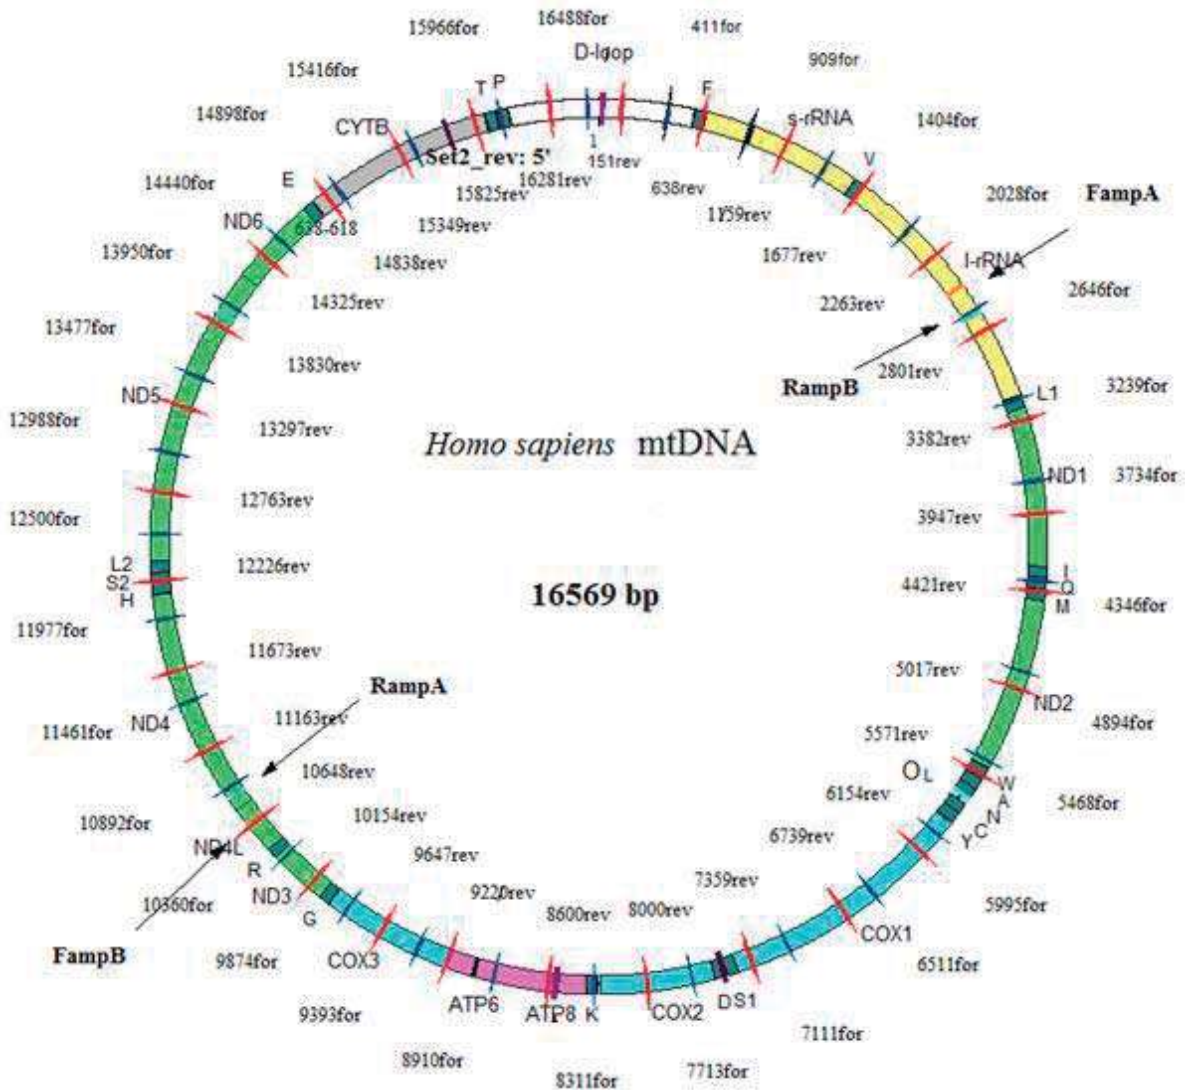 16488for
15966for
411for
D-loop
15416for
909for
T P
F
14898for
CYTB
s-rRNA
1404for
Set2_rev: 5'
1
151rev
V
14440for
E
15825rev
16281rev
638rev
2028for
FampA
ND6
638-618
15349rev
1159rev
13950for
14838rev
1677rev
l-rRNA
14325rev
2263rev
2646for
13477for
13830rev
2801rev
RampB
ND5
L1
3239for
12988for
13297rev
3382rev
Homo sapiens mtDNA
ND1
3734for
12763rev
3947rev
12500for
L2
12226rev
4421rev
I
S2
16569 bp
Q
H
M
4346for
11977for
11673rev
5017rev
RampA
ND2
ND4
11163rev
4894for
11461for
5571rev
10648rev
OL
W
6154rev
A
5468for
N
10892for
10154rev
6739rev
C
ND4L
Y
R
9647rev
7359rev
ND3
9220rev
8600rev
8000rev
10360for
G
5995for
FampB
COX1
9874for
COX3
6511for
ATP6
ATP8
K
COX2
D
S1
9393for
7111for
8910for
8311for
7713for